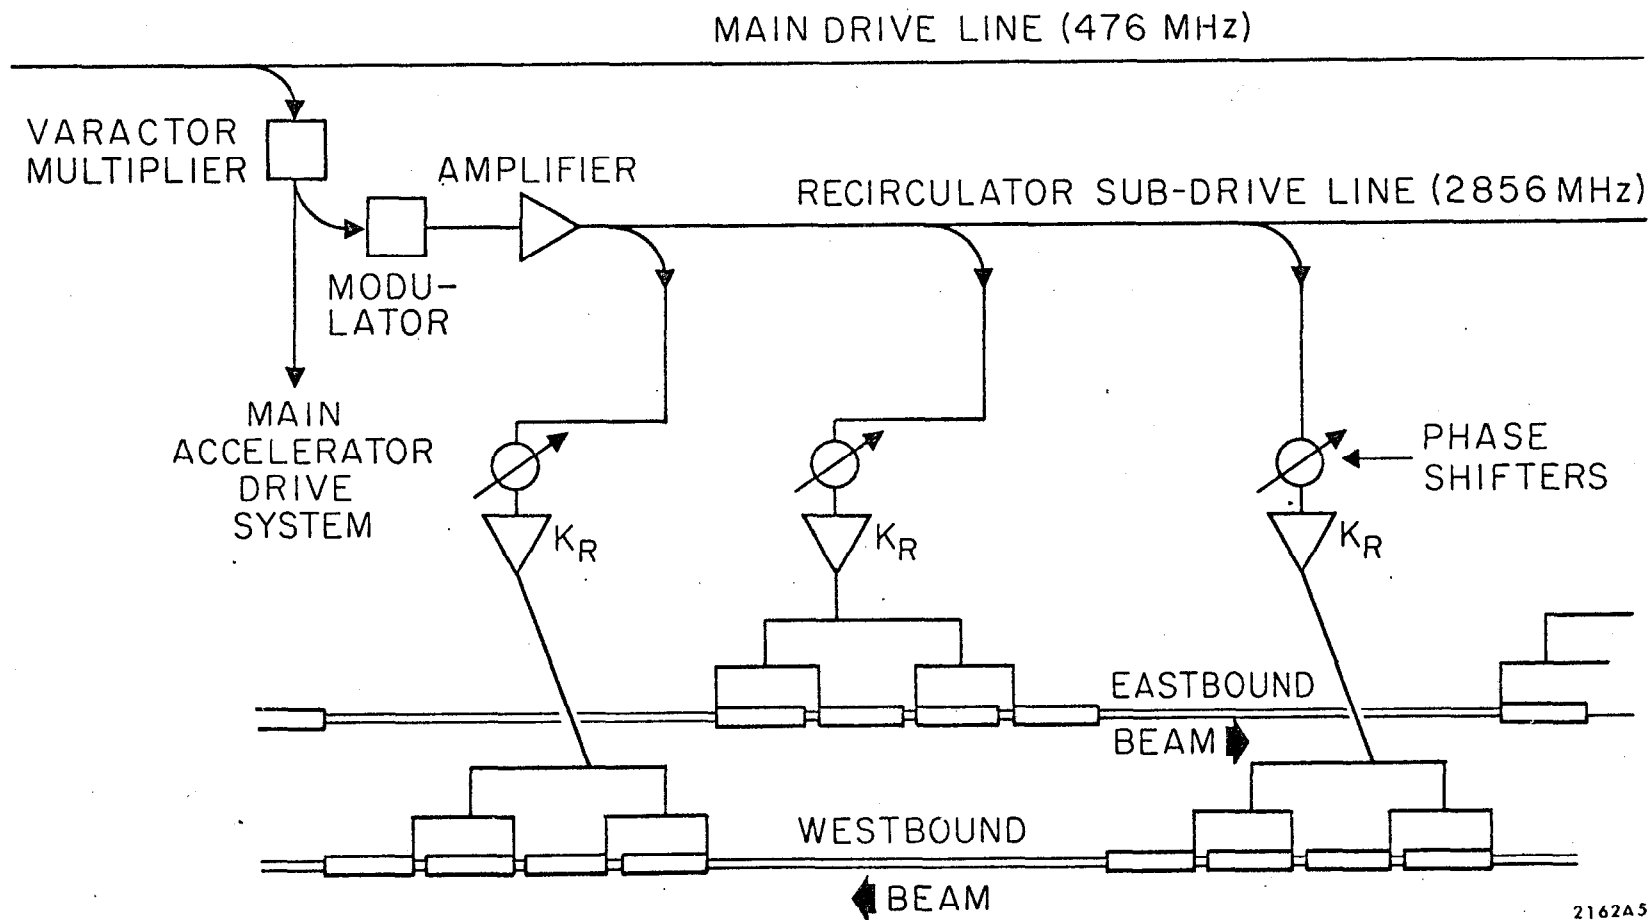 MAIN DRIVE LINE (476 MHz)
VARACTOR
MULTIPLIER
AMPLIFIER
RECIRCULATOR SUB-DRIVE LINE (2856 MHz)
MODU-
LATOR
MAIN
ACCELERATOR
DRIVE
SYSTEM
PHASE
SHIFTERS
KR
KR
KR
EASTBOUND
BEAM
WESTBOUND
BEAM
2162A5